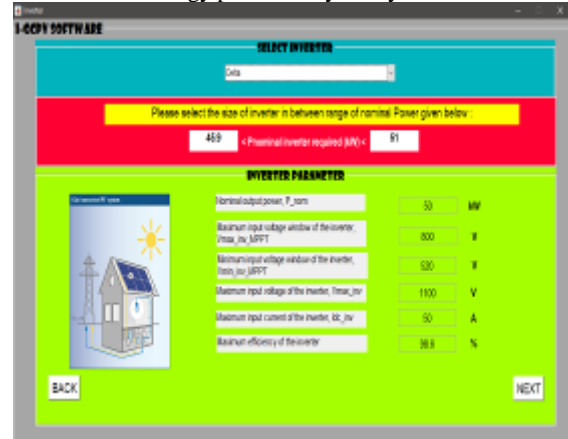 Inverter
I-GCPV SOFTWARE
SELECT INVERTER
Delta
Please select the size of inverter in between range of nominal Power given below :
45.9 < Pnominal inverter required (kW) < 51
INVERTER PARAMETER
Nominal output power, P_nom 50 kW
Maximum input voltage window of the inverter,
Vmax_inv_MPPT 800 V
Minimum input voltage window of the inverter,
Vmin_inv_MPPT 520 V
Maximum input voltage of the inverter, Vmax_inv 1100 V
Maximum input current of the inverter, Idc_inv 50 A
Maximum efficiency of the inverter 98.6 %
BACK
NEXT